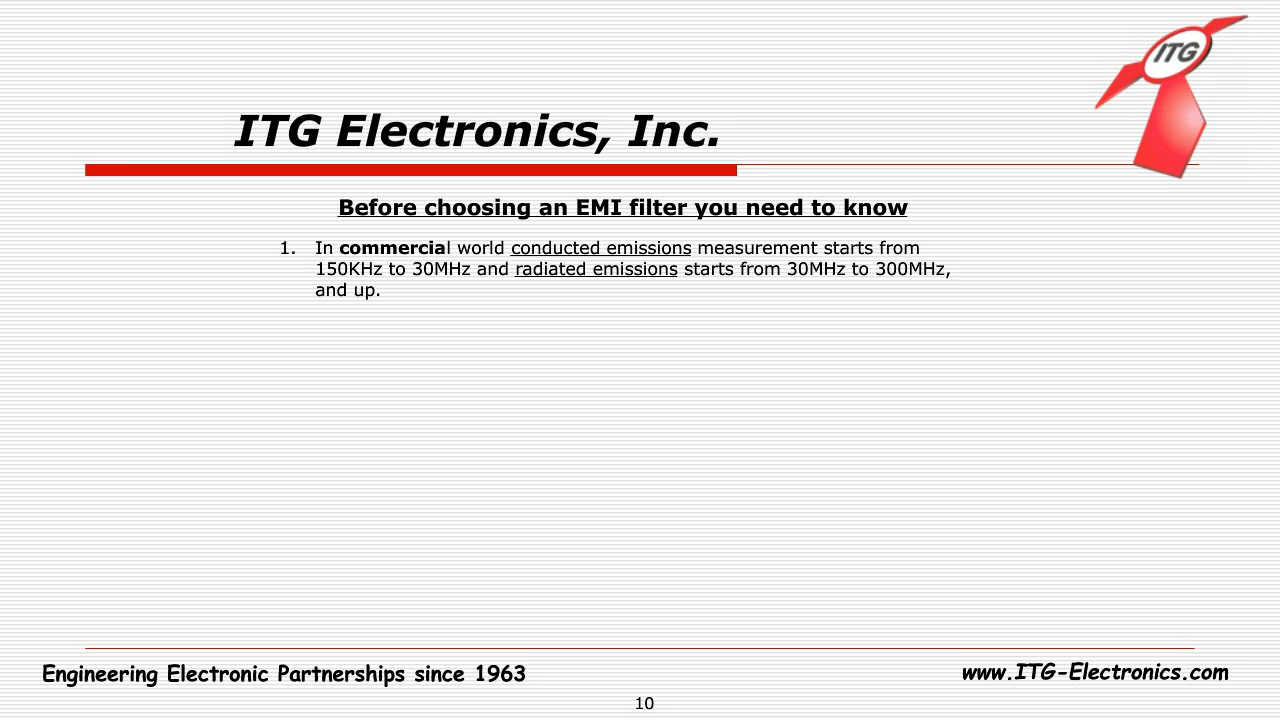 ITG
ITG Electronics, Inc.
Before choosing an EMI filter you need to know
1. In commercial world conducted emissions measurement starts from
150KHz to 30MHz and radiated emissions starts from 30MHz to 300MHz,
and up.
Engineering Electronic Partnerships since 1963
www.ITG-Electronics.com
10